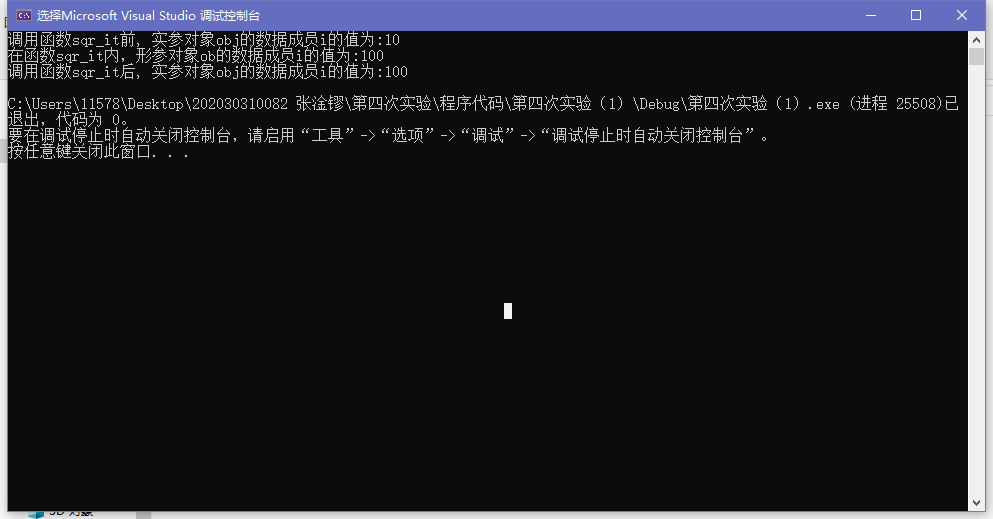 选择Microsoft Visual Studio 调试控制台
调用函数sqr_it前, 实参对象obj的数据成员i的值为:10
在函数sqr_it内, 形参对象ob的数据成员i的值为:100
调用函数sqr_it后, 实参对象obj的数据成员i的值为:100
C:\Users\11578\Desktop\202030310082 张淦镠\第四次实验\程序代码\第四次实验（1）\Debug\第四次实验（1）.exe (进程 25508)已
退出，代码为 0。
要在调试停止时自动关闭控制台，请启用“工具”->“选项”->“调试”->“调试停止时自动关闭控制台”。
按任意键关闭此窗口. . .
3D 对象